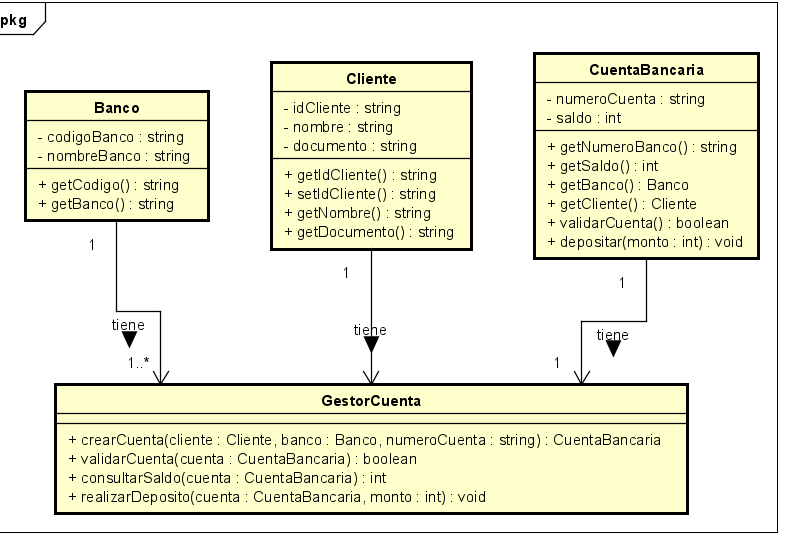 pkg
Banco
- codigoBanco : string
- nombreBanco : string
+ getCodigo() : string
+ getBanco() : string
Cliente
- idCliente : string
- nombre : string
- documento : string
+ getIdCliente() : string
+ setIdCliente() : string
+ getNombre() : string
+ getDocumento() : string
CuentaBancaria
- numeroCuenta : string
- saldo : int
+ getNumeroBanco() : string
+ getSaldo() : int
+ getBanco() : Banco
+ getCliente() : Cliente
+ validarCuenta() : boolean
+ depositar(monto : int) : void
1
tiene
1..*
1
tiene
1
tiene
1
GestorCuenta
+ crearCuenta(cliente : Cliente, banco : Banco, numeroCuenta : string) : CuentaBancaria
+ validarCuenta(cuenta : CuentaBancaria) : boolean
+ consultarSaldo(cuenta : CuentaBancaria) : int
+ realizarDeposito(cuenta : CuentaBancaria, monto : int) : void